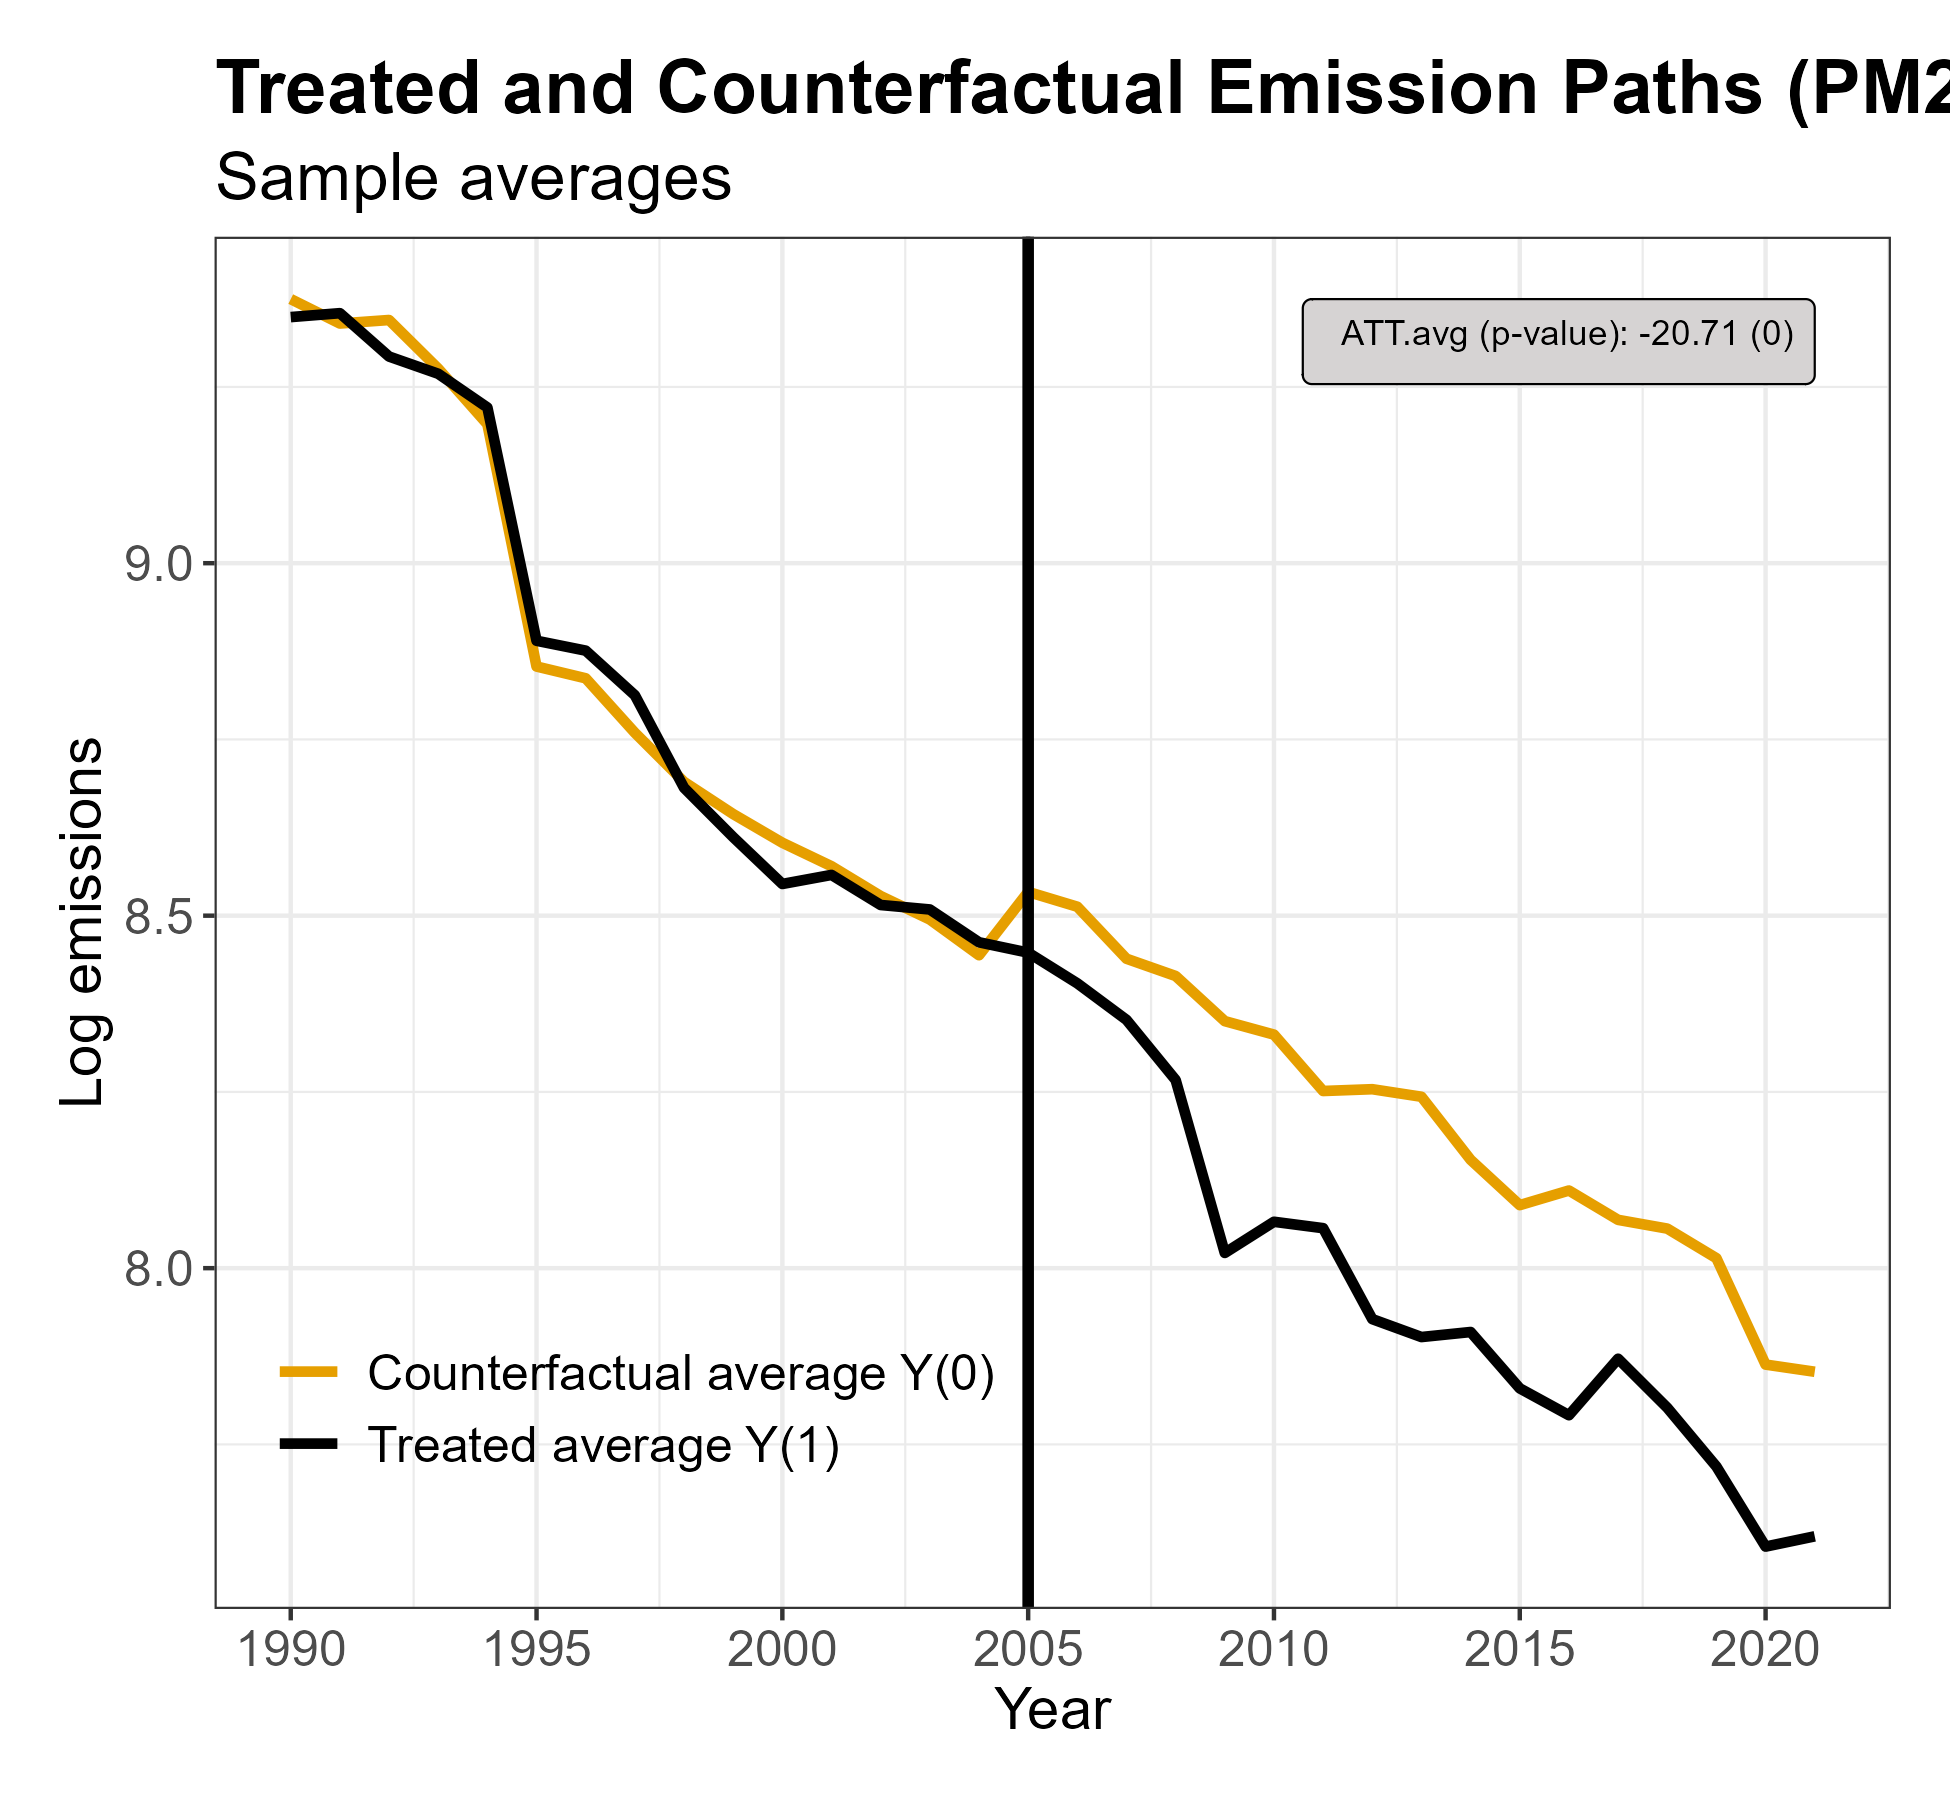 Treated and Counterfactual Emission Paths (PM2
Sample averages
ATT.avg (p-value): -20.71 (0)
Log emissions
9.0
8.5
8.0
Counterfactual average Y(0)
Treated average Y(1)
1990 1995 2000 2005 2010 2015 2020
Year